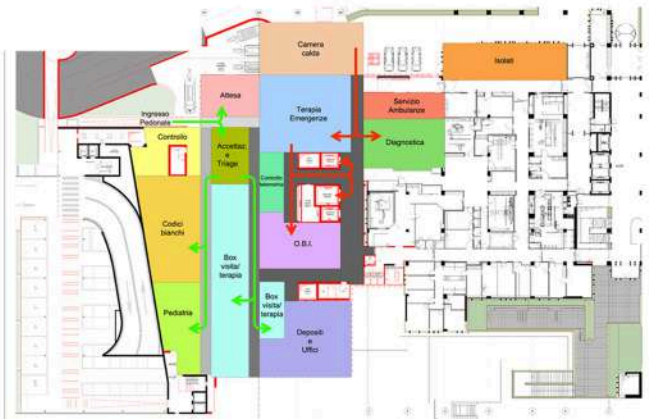 Camera
calda
Isolati
Attesa
Terapia
Emergenze
Servizio
Ambulanze
Ingresso
Pedonale
Controllo
Accettaz.
e
Triage
Diagnostica
Controllo
Codici
bianchi
O.B.I.
Box
visita/
terapia
Box
visita/
terapia
Pediatria
Depositi
e
Uffici